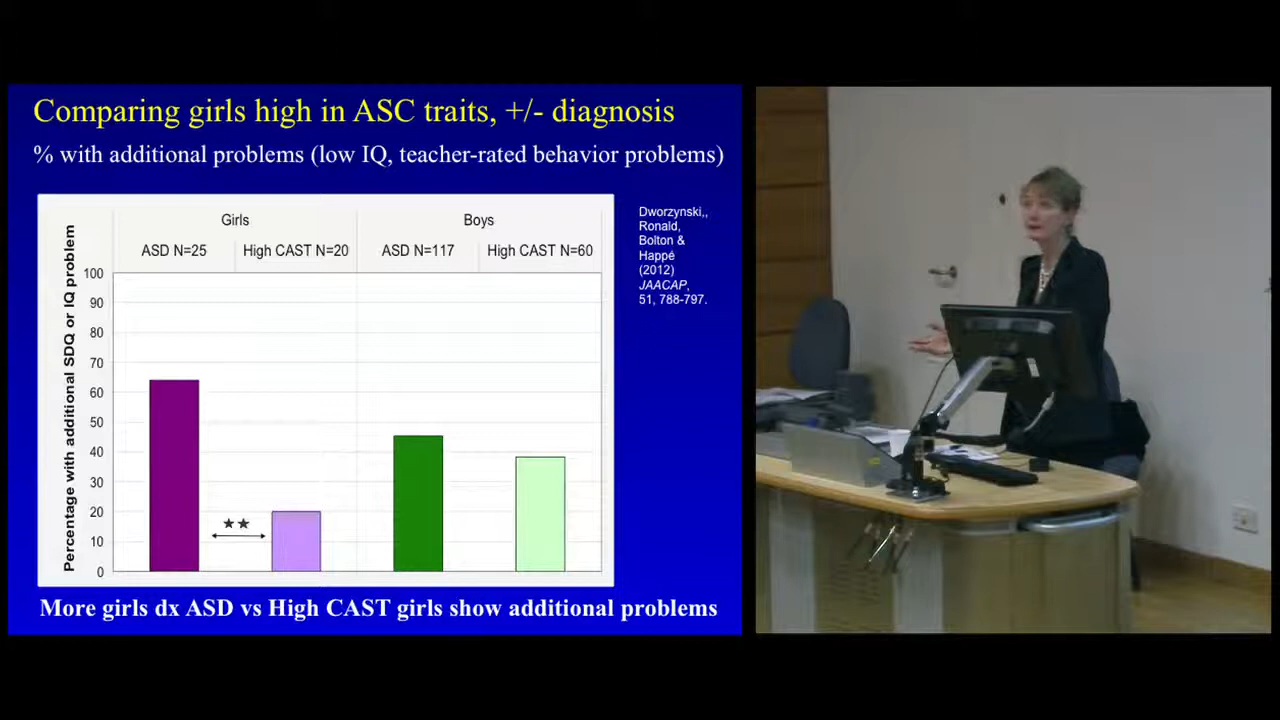 Comparing girls high in ASC traits, +/- diagnosis
% with additional problems (low IQ, teacher-rated behavior problems)
Girls
Boys
ASD N=25
High CAST N=20
ASD N=117
High CAST N=60
Percentage with additional SDQ or IQ problem
100
90
80
70
60
50
40
30
20
10
0
★★
Dworzynski,,
Ronald,
Bolton &
Happé
(2012)
JAACAP,
51, 788-797.
More girls dx ASD vs High CAST girls show additional problems